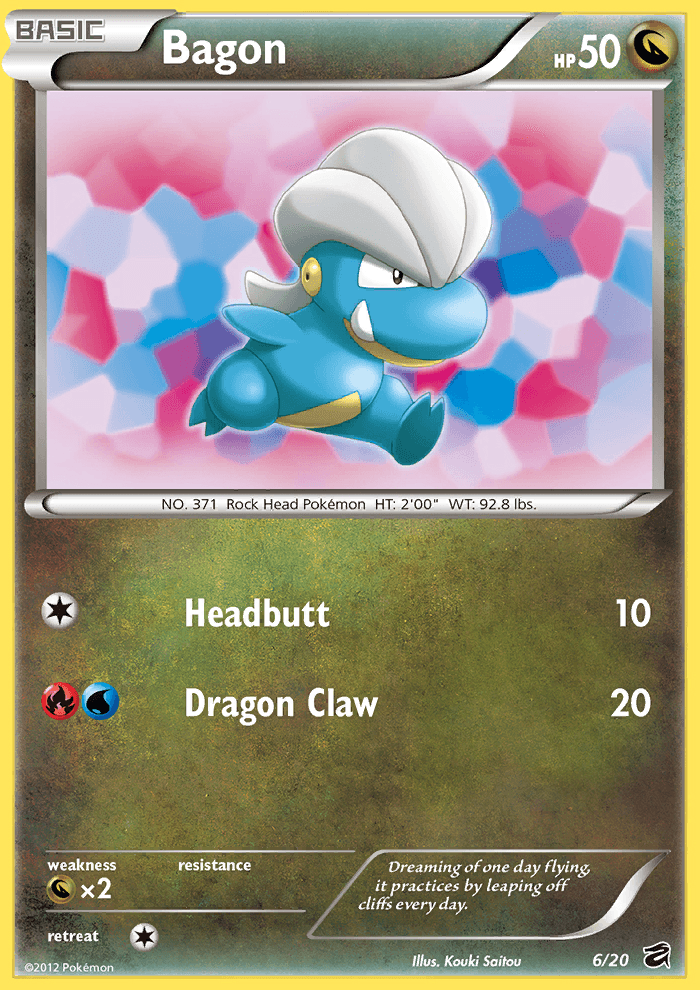 BASIC
Bagon
HP50
NO. 371 Rock Head Pokémon HT: 2'00" WT: 92.8 lbs.
Headbutt 10
Dragon Claw 20
weakness resistance
×2
Dreaming of one day flying,
it practices by leaping off
cliffs every day.
retreat
©2012 Pokémon
Illus. Kouki Saitou
6/20